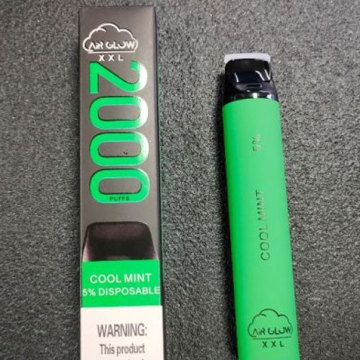 AIR GLOW
XXL
2000
PUFFS
COOL MINT
5% DISPOSABLE
WARNING:
This product
5%
COOL MINT
AIR GLOW
XXL